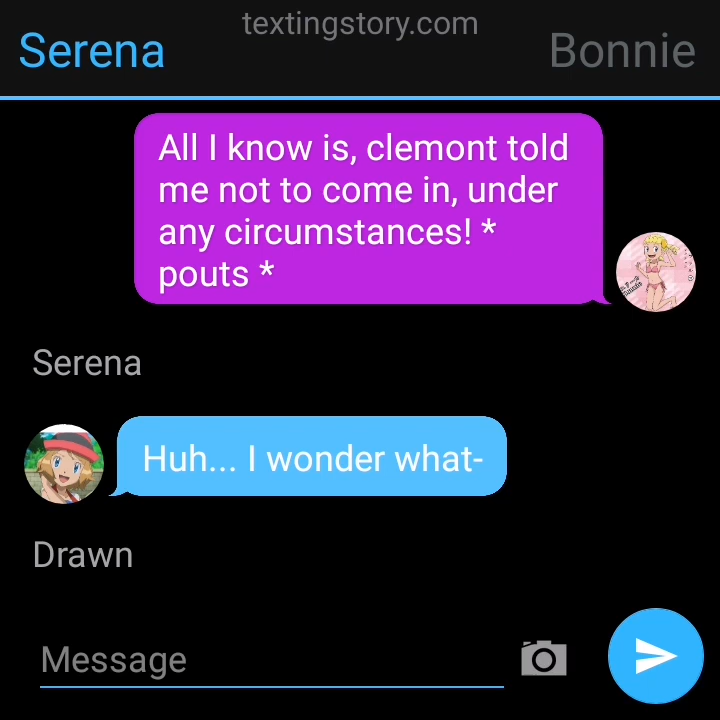 textingstory.com
Serena
Bonnie
All I know is, clemont told
me not to come in, under
any circumstances! *
pouts *
Serena
Huh... I wonder what-
Drawn
Message